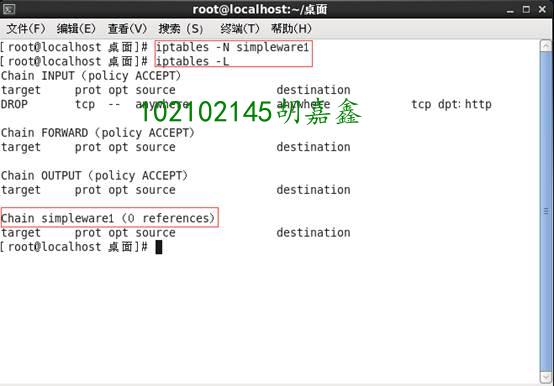 root@localhost:~/桌面
文件(F) 编辑(E) 查看(V) 搜索 (S) 终端(T) 帮助(H)
[root@localhost 桌面]# iptables -N simpleware1
[root@localhost 桌面]# iptables -L
Chain INPUT (policy ACCEPT)
target prot opt source destination
DROP tcp -- anywhere anywhere tcp dpt:http
102102145胡嘉鑫
Chain FORWARD (policy ACCEPT)
target prot opt source destination
Chain OUTPUT (policy ACCEPT)
target prot opt source destination
Chain simpleware1 (0 references)
target prot opt source destination
[root@localhost 桌面]#